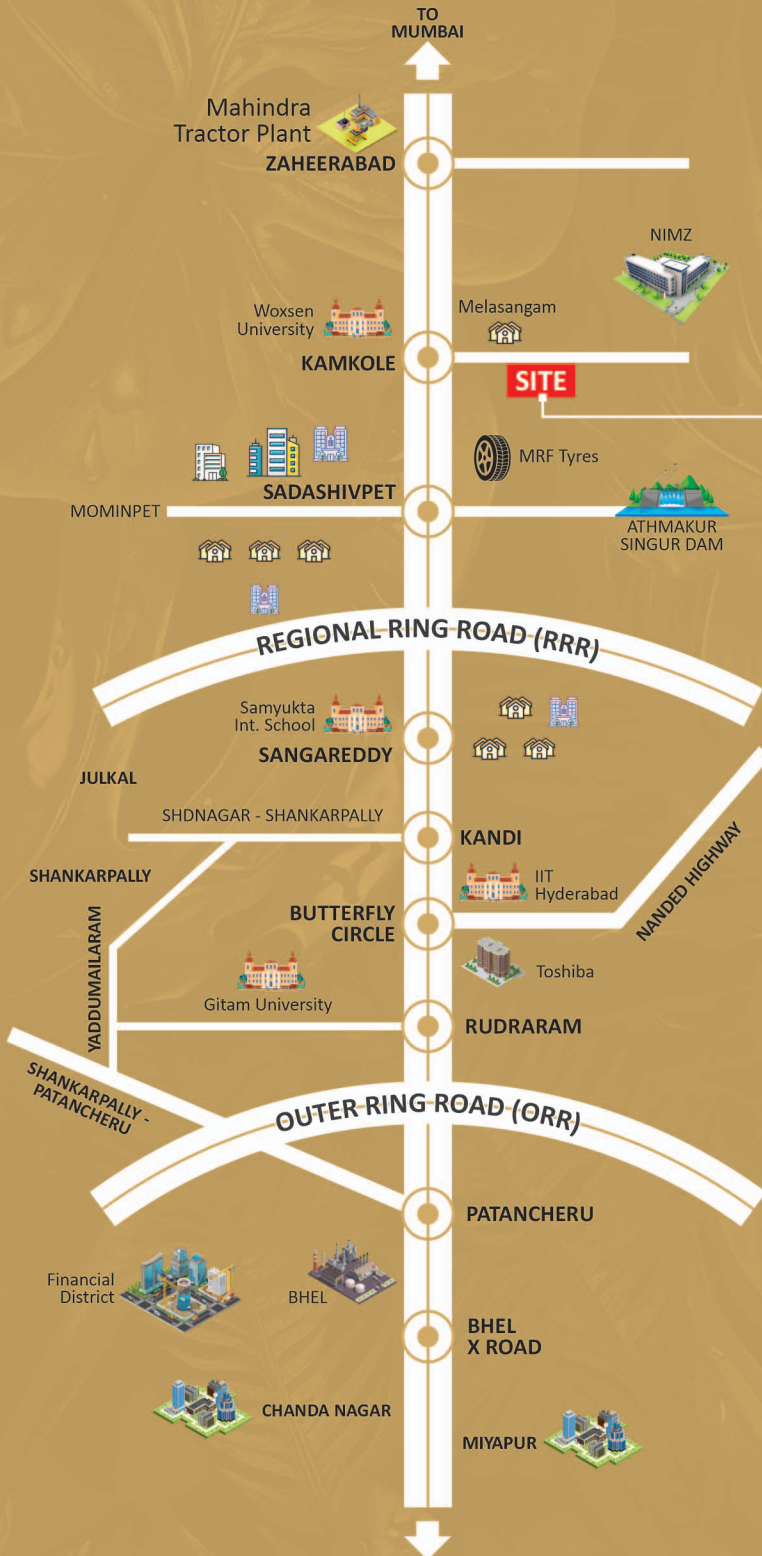 TO
MUMBAI
Mahindra
Tractor Plant
ZAHEERABAD
NIMZ
Woxsen
University
Melasangam
KAMKOLE
SITE
MRF Tyres
SADASHIVPET
MOMINPET
ATHMAKUR
SINGUR DAM
REGIONAL RING ROAD (RRR)
Samyukta
Int. School
SANGAREDDY
JULKAL
SHDNAGAR - SHANKARPALLY
KANDI
SHANKARPALLY
IIT
Hyderabad
NANDED HIGHWAY
BUTTERFLY
CIRCLE
YADDUMAILARAM
Toshiba
Gitam University
RUDRARAM
SHANKARPALLY -
PATANCHERU
OUTER RING ROAD (ORR)
PATANCHERU
Financial
District
BHEL
BHEL
X ROAD
CHANDA NAGAR
MIYAPUR